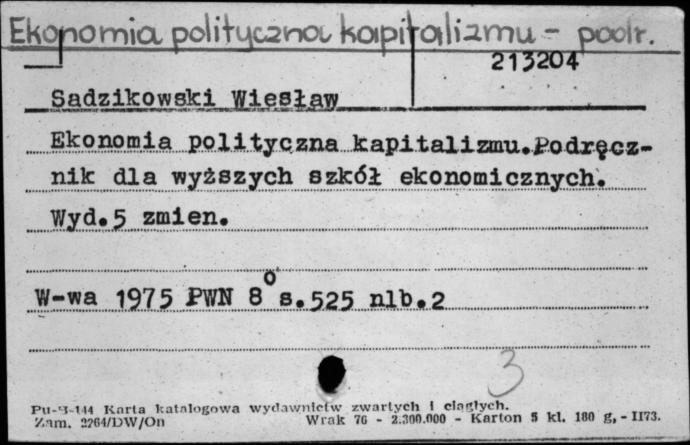 Ekonomia polityczna kapitalizmu - podr.
213204
Sadzikowski Wiesław
Ekonomia polityczna kapitalizmu.Podręcz-
nik dla wyższych szkół ekonomicznych.
Wyd.5 zmien.
W-wa 1975 PWN 8° s.525 nlb.2
3
Pu-3-144 Karta katalogowa wydawnictw zwartych i ciągłych.
Zam. 2264/DW/On Wrak 76 - 2.300.000 - Karton 5 kl. 180 g, - II73.